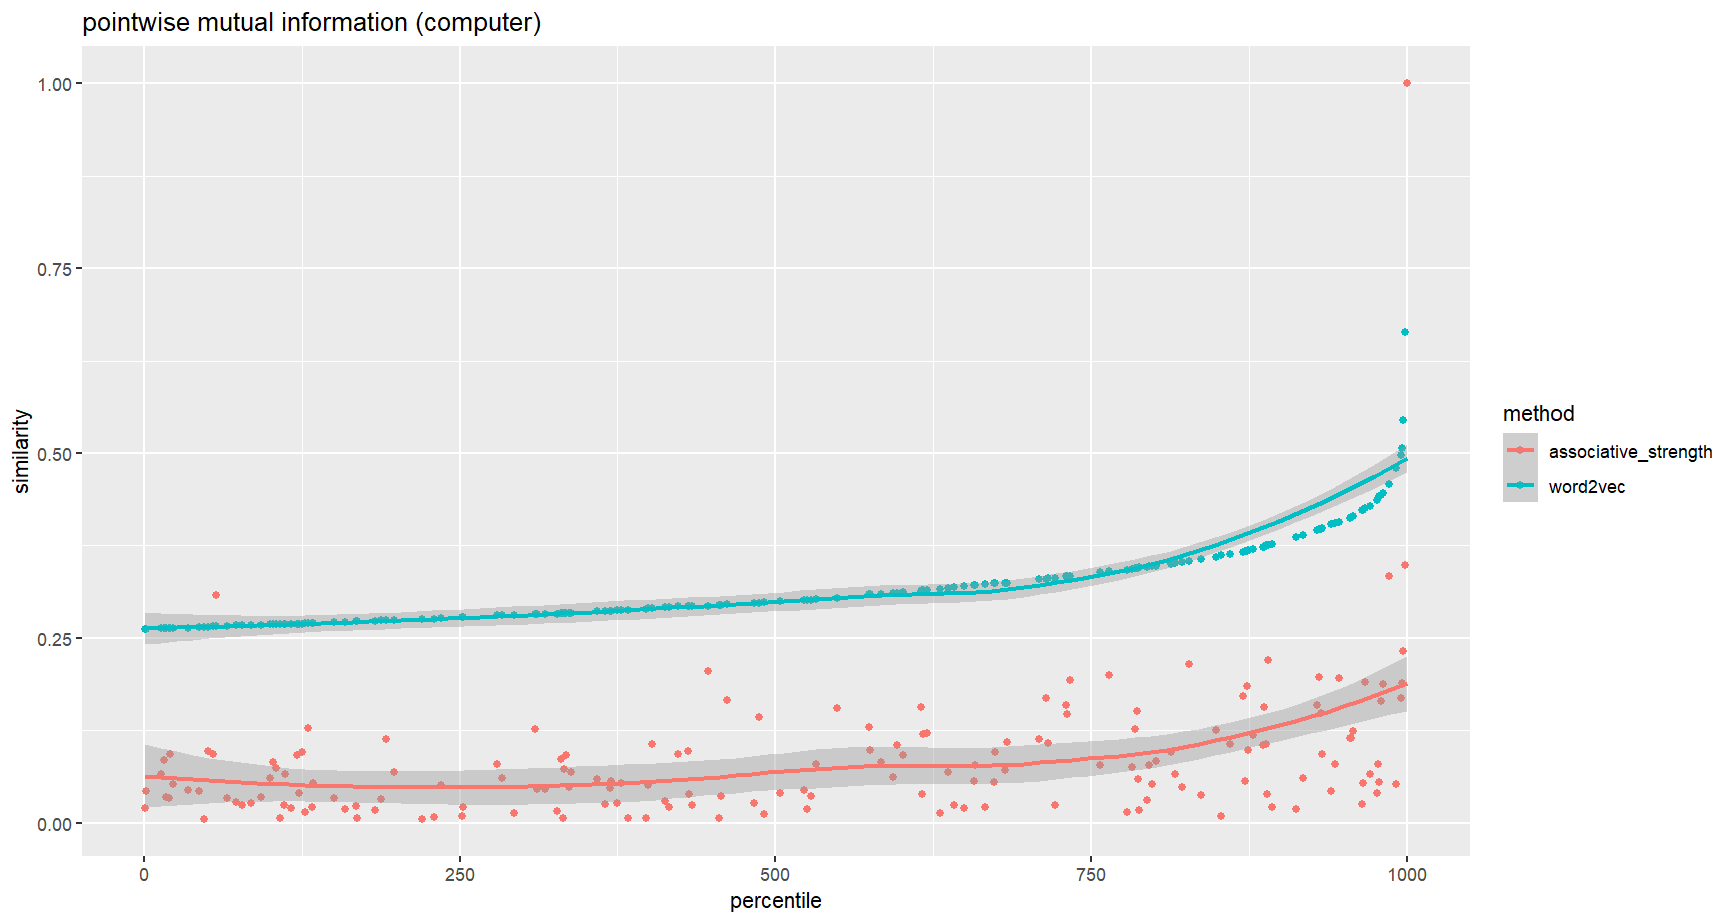 pointwise mutual information (computer)
1.00
0.75
0.50
0.25
0.00
similarity
0 250 500 750 1000
percentile
method
associative_strength
word2vec